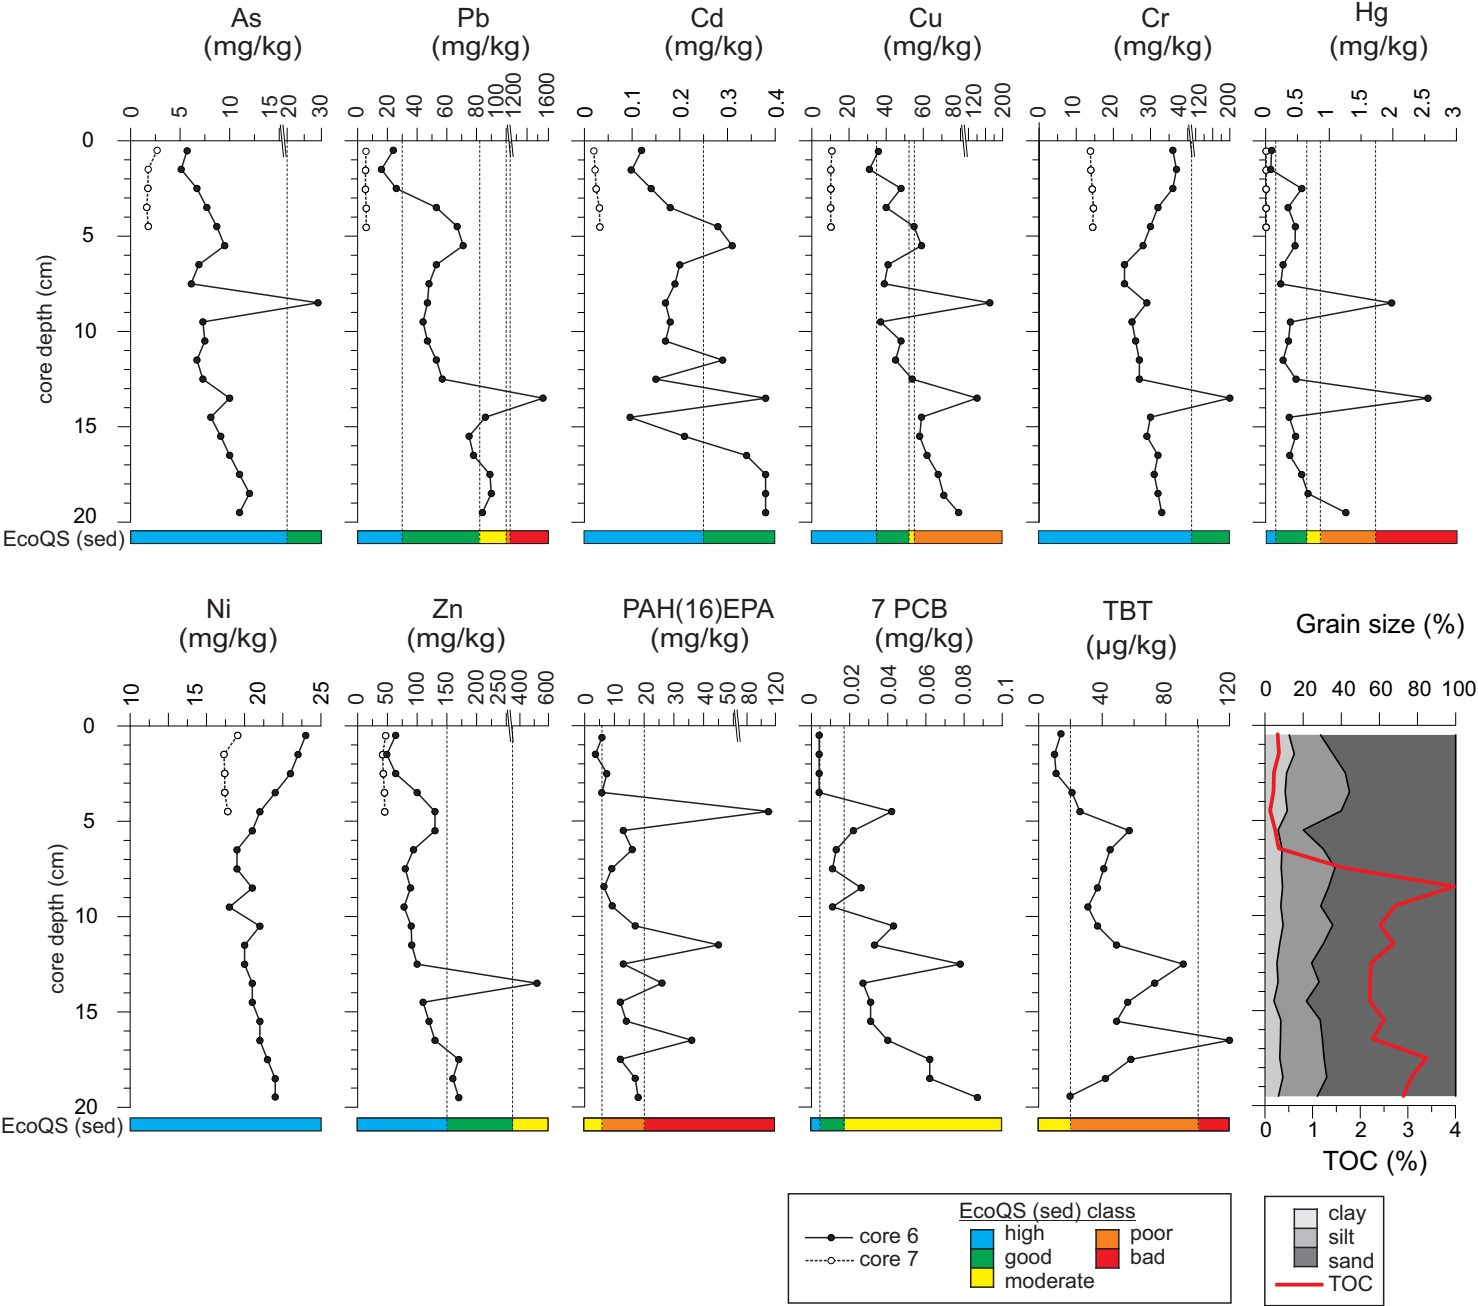 As Pb Cd Cu Cr Hg
(mg/kg) (mg/kg) (mg/kg) (mg/kg) (mg/kg) (mg/kg)
0 5 10 15 20 30 0 20 40 60 80 1000 1200 1600 0 0.1 0.2 0.3 0.4 0 20 40 60 80 120 200 0 10 20 30 40 120 200 0 0.5 1 1.5 2 2.5 3
0
5
10
15
20
core depth (cm)
EcoQS (sed)
Ni Zn PAH(16)EPA 7 PCB TBT Grain size (%)
(mg/kg) (mg/kg) (mg/kg) (mg/kg) (µg/kg)
10 15 20 25 0 50 100 150 200 250 400 600 0 10 20 30 40 50 80 120 0 0.02 0.04 0.06 0.08 0.1 0 40 80 120 0 20 40 60 80 100
0
5
10
15
20
core depth (cm)
EcoQS (sed)
0 1 2 3 4
TOC (%)
EcoQS (sed) class
core 6 high poor
core 7 good bad
moderate
clay
silt
sand
TOC